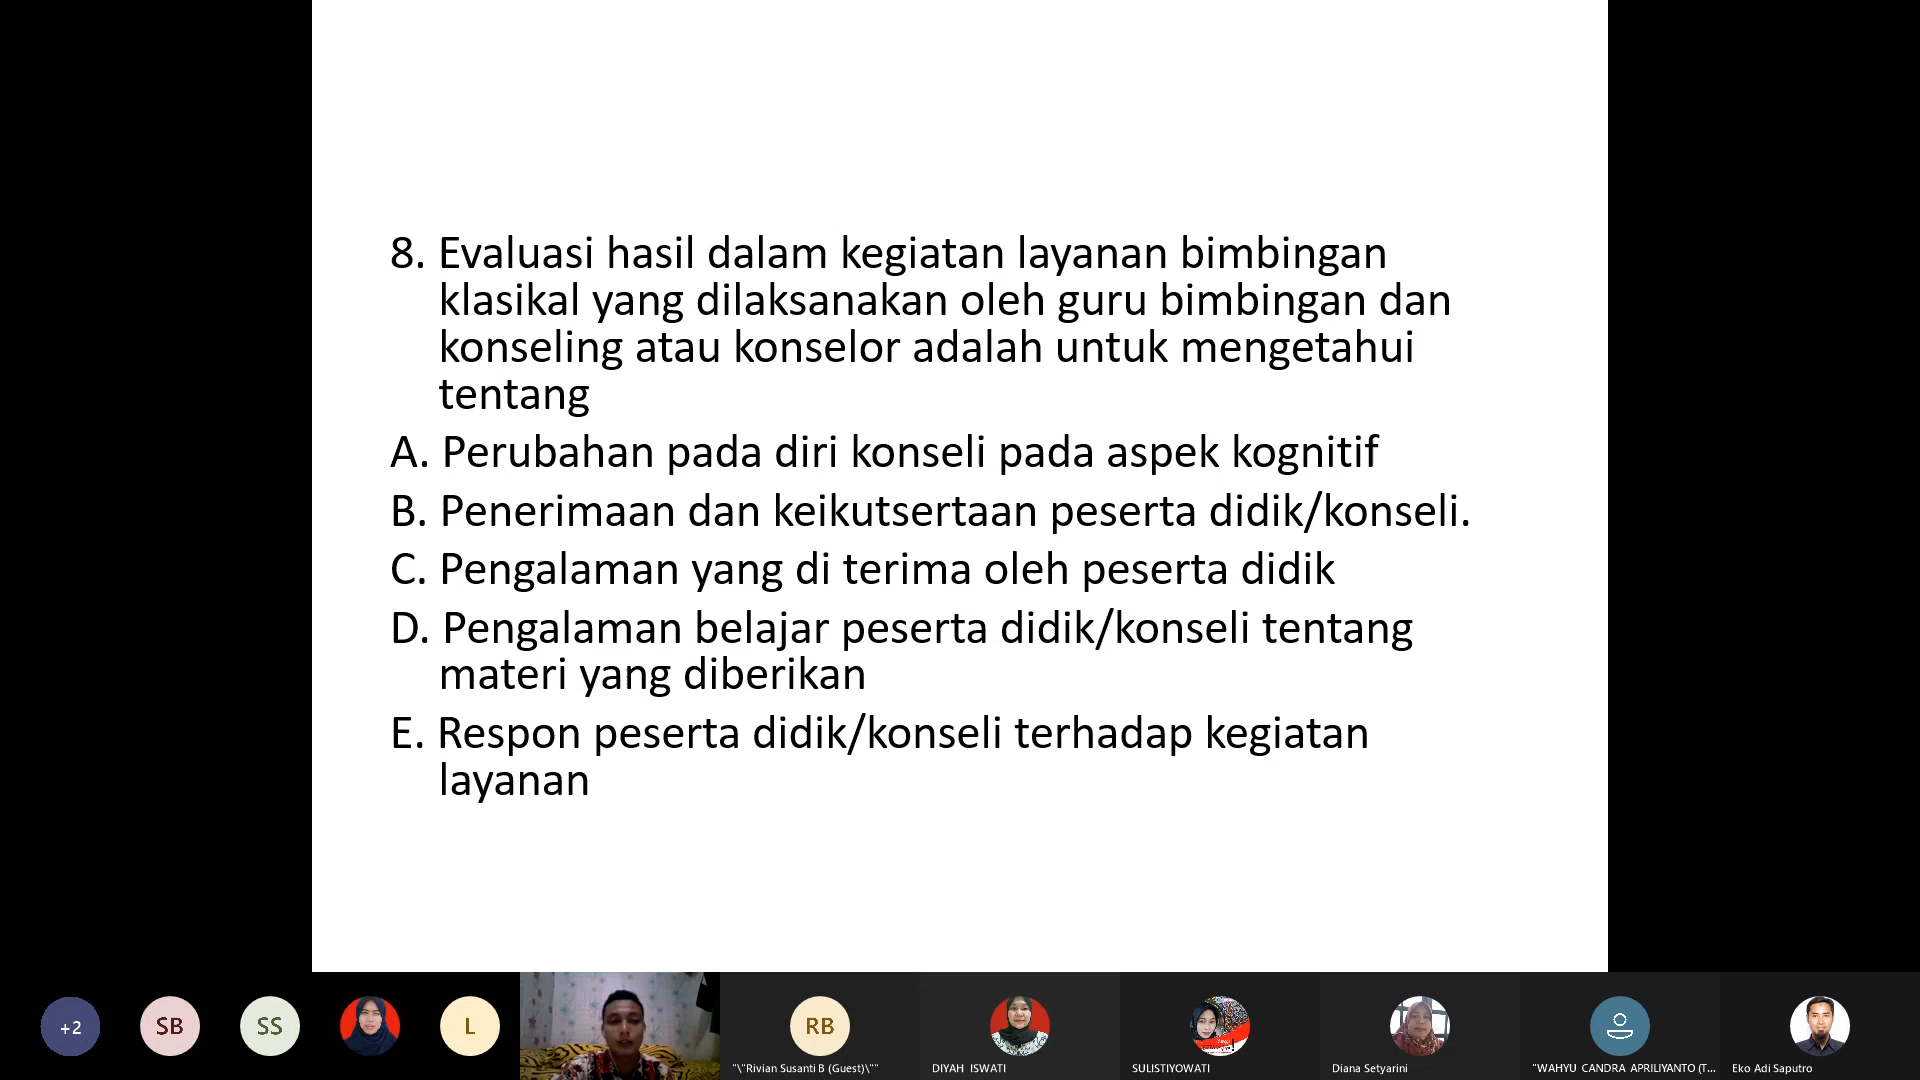 8. Evaluasi hasil dalam kegiatan layanan bimbingan
klasikal yang dilaksanakan oleh guru bimbingan dan
konseling atau konselor adalah untuk mengetahui
tentang
A. Perubahan pada diri konseli pada aspek kognitif
B. Penerimaan dan keikutsertaan peserta didik/konseli.
C. Pengalaman yang di terima oleh peserta didik
D. Pengalaman belajar peserta didik/konseli tentang
materi yang diberikan
E. Respon peserta didik/konseli terhadap kegiatan
layanan
+2
SB
SS
L
RB
"\"Rivian Susanti B (Guest)\""
DIYAH ISWATI
SULISTIYOWATI
Diana Setyarini
"WAHYU CANDRA APRILIYANTO (T...
Eko Adi Saputro